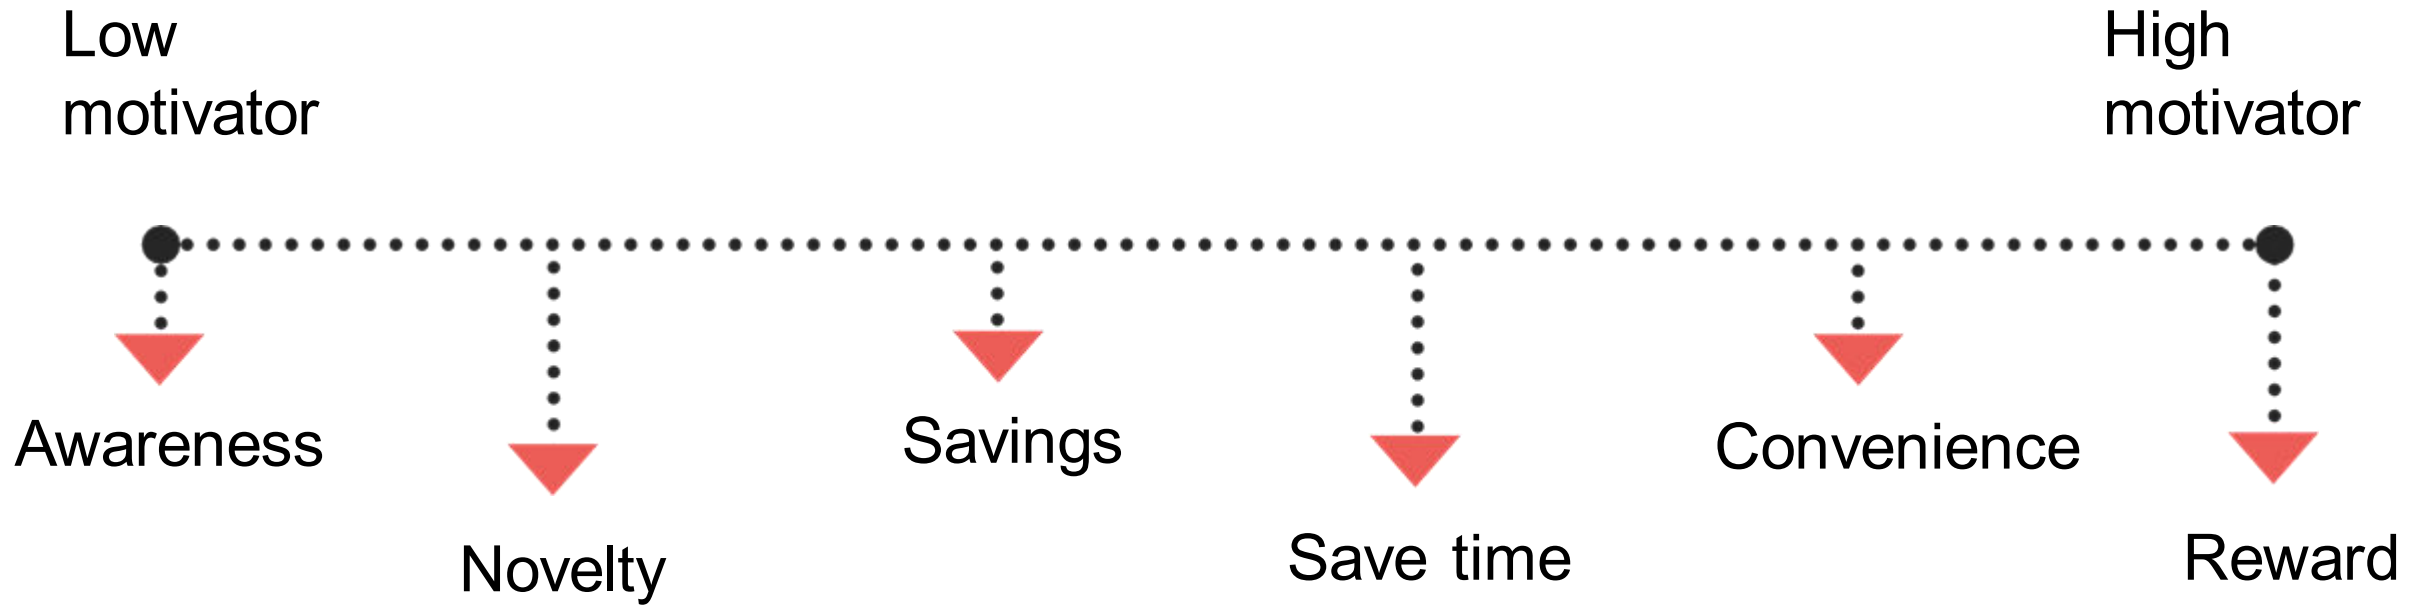 Low
motivator
High
motivator
Awareness
Novelty
Savings
Save time
Convenience
Reward